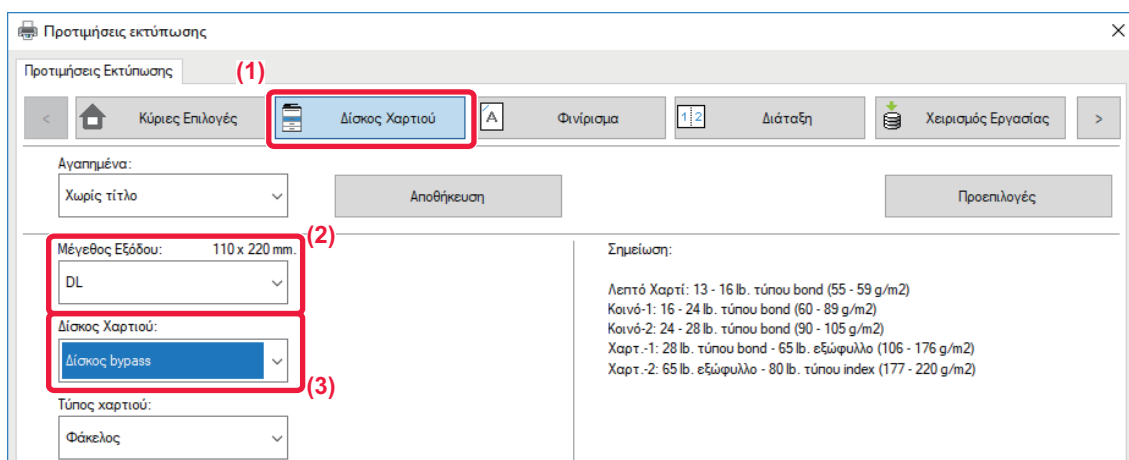 Προτιμήσεις εκτύπωσης
Προτιμήσεις Εκτύπωσης
(1)
< Κύριες Επιλογές Δίσκος Χαρτιού A Φινίρισμα 1 2 Διάταξη Χειρισμός Εργασίας >
Αγαπημένα:
Χωρίς τίτλο Αποθήκευση Προεπιλογές
(2)
Μέγεθος Εξόδου: 110 x 220 mm.
DL
Δίσκος Χαρτιού:
Δίσκος bypass
(3)
Τύπος χαρτιού:
Φάκελος
Σημείωση:
Λεπτό Χαρτί: 13 - 16 lb. τύπου bond (55 - 59 g/m2)
Κοινό-1: 16 - 24 lb. τύπου bond (60 - 89 g/m2)
Κοινό-2: 24 - 28 lb. τύπου bond (90 - 105 g/m2)
Χαρτ.-1: 28 lb. τύπου bond - 65 lb. εξώφυλλο (106 - 176 g/m2)
Χαρτ.-2: 65 lb. εξώφυλλο - 80 lb. τύπου index (177 - 220 g/m2)